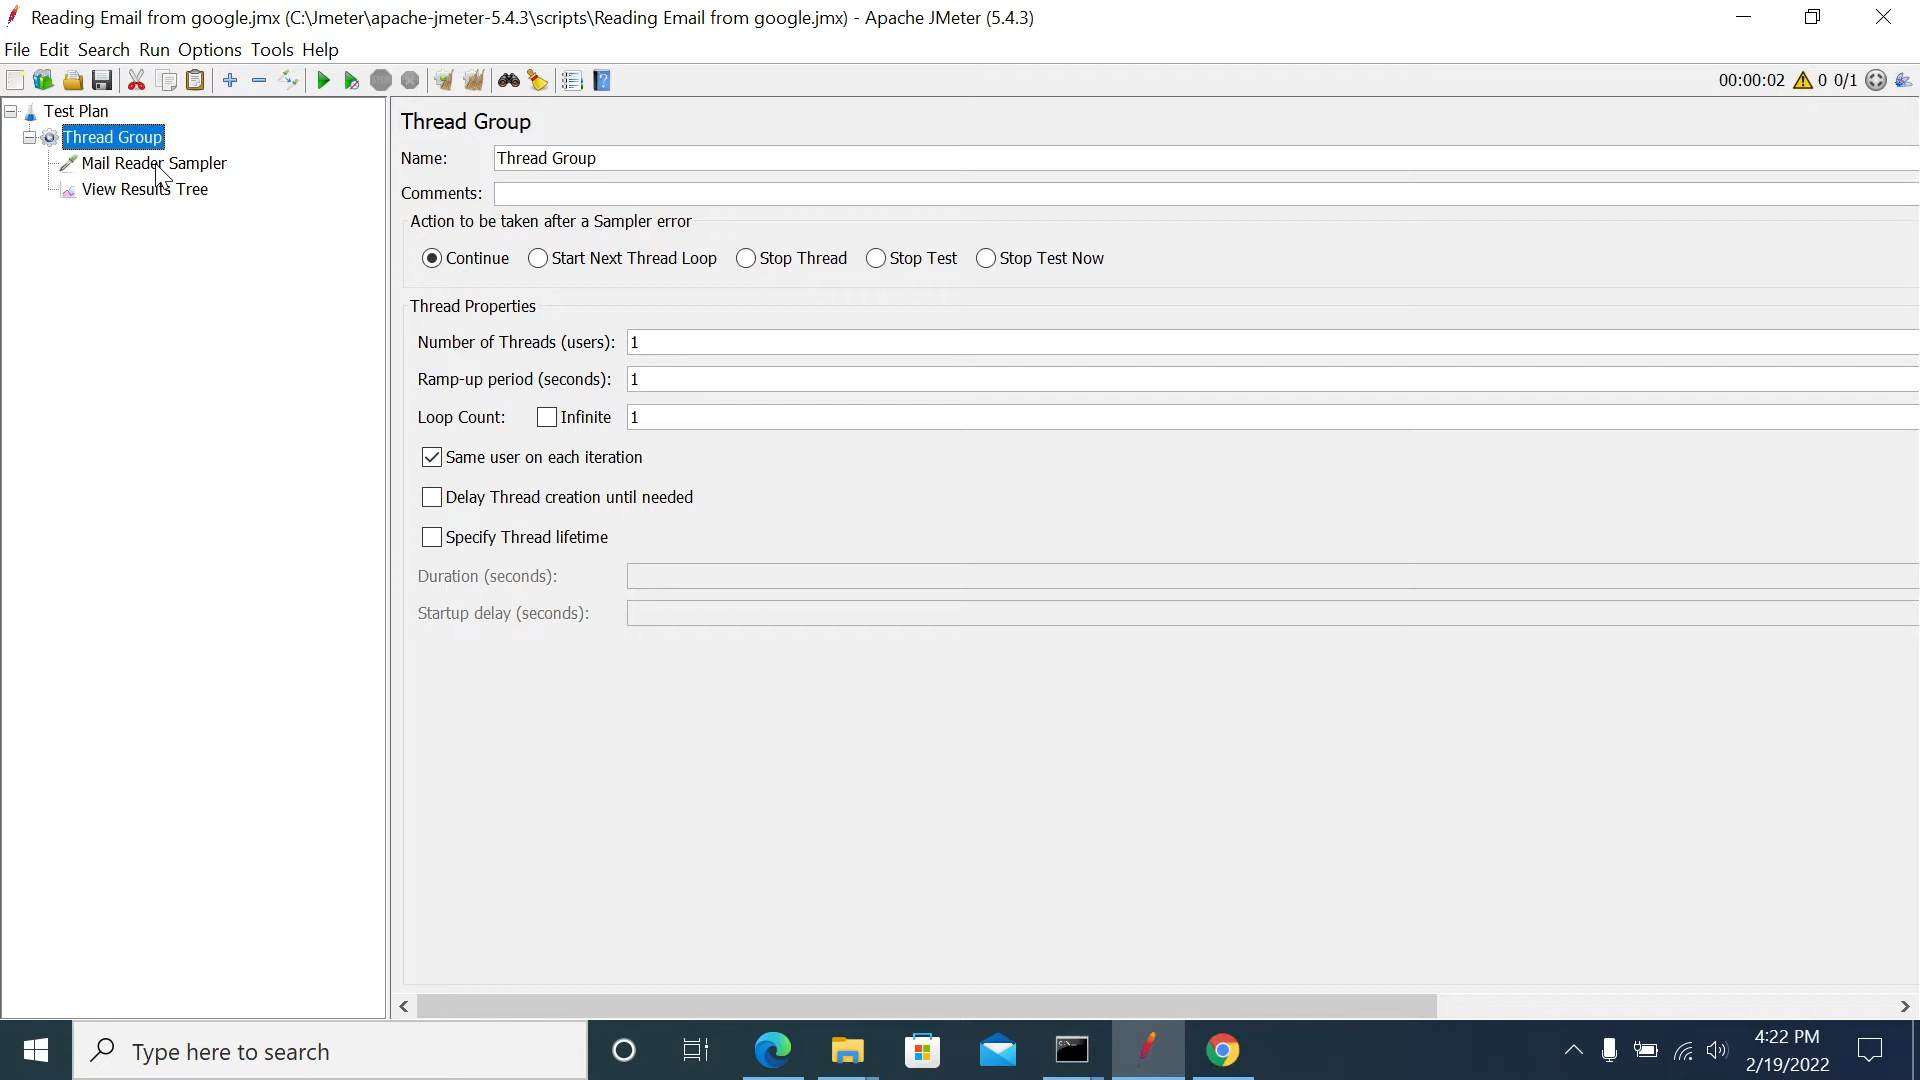 Reading Email from google.jmx (C:\Jmeter\apache-jmeter-5.4.3\scripts\Reading Email from google.jmx) - Apache JMeter (5.4.3)
File Edit Search Run Options Tools Help
00:00:02 0 0/1
Test Plan
Thread Group
Mail Reader Sampler
View Results Tree
Thread Group
Name: Thread Group
Comments:
Action to be taken after a Sampler error
Continue Start Next Thread Loop Stop Thread Stop Test Stop Test Now
Thread Properties
Number of Threads (users): 1
Ramp-up period (seconds): 1
Loop Count: Infinite 1
Same user on each iteration
Delay Thread creation until needed
Specify Thread lifetime
Duration (seconds):
Startup delay (seconds):
Type here to search
4:22 PM
2/19/2022